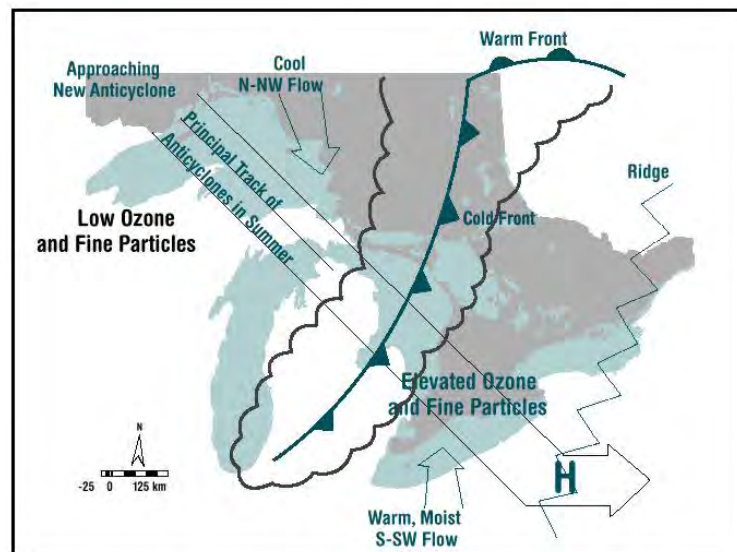 Warm Front
Approaching
New Anticyclone
Cool
N-NW Flow
Principal Track of
Anticyclones in Summer
Ridge
Low Ozone
and Fine Particles
Cold Front
Elevated Ozone
and Fine Particles
N
-25 0 125 km
H
Warm, Moist
S-SW Flow